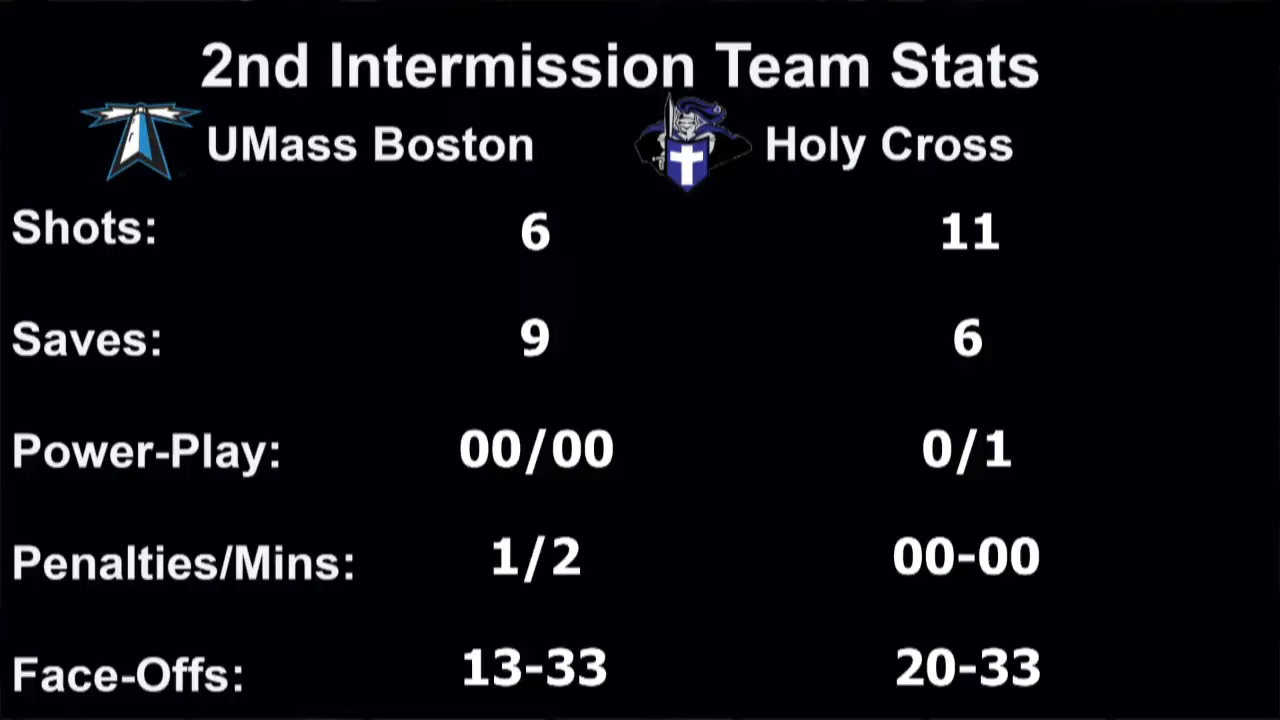 2nd Intermission Team Stats
UMass Boston Holy Cross
Shots: 6 11
Saves: 9 6
Power-Play: 00/00 0/1
Penalties/Mins: 1/2 00-00
Face-Offs: 13-33 20-33